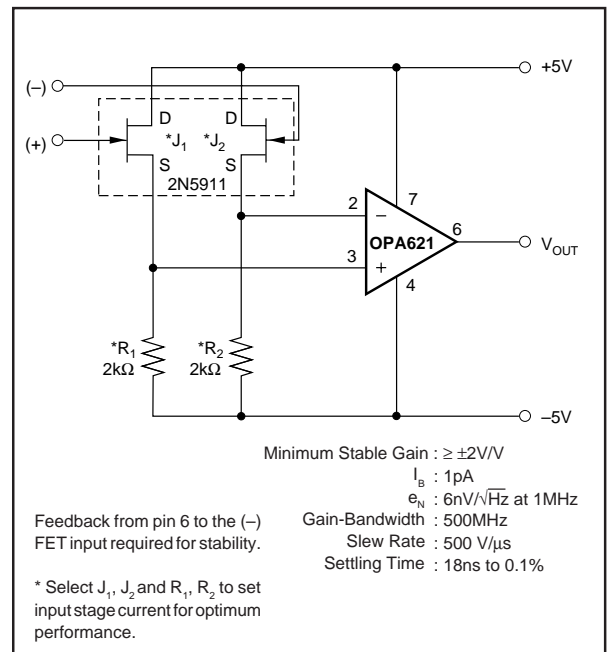 +5V
(–)
D D
*J1 *J2
(+)
S S
2N5911
7
2 –
OPA621
6
VOUT
3 +
4
*R1
2kΩ
*R2
2kΩ
–5V
Minimum Stable Gain : ≥ ±2V/V
IB : 1pA
eN : 6nV/√Hz at 1MHz
Gain-Bandwidth : 500MHz
Slew Rate : 500 V/µs
Settling Time : 18ns to 0.1%
Feedback from pin 6 to the (–)
FET input required for stability.
* Select J1, J2 and R1, R2 to set
input stage current for optimum
performance.